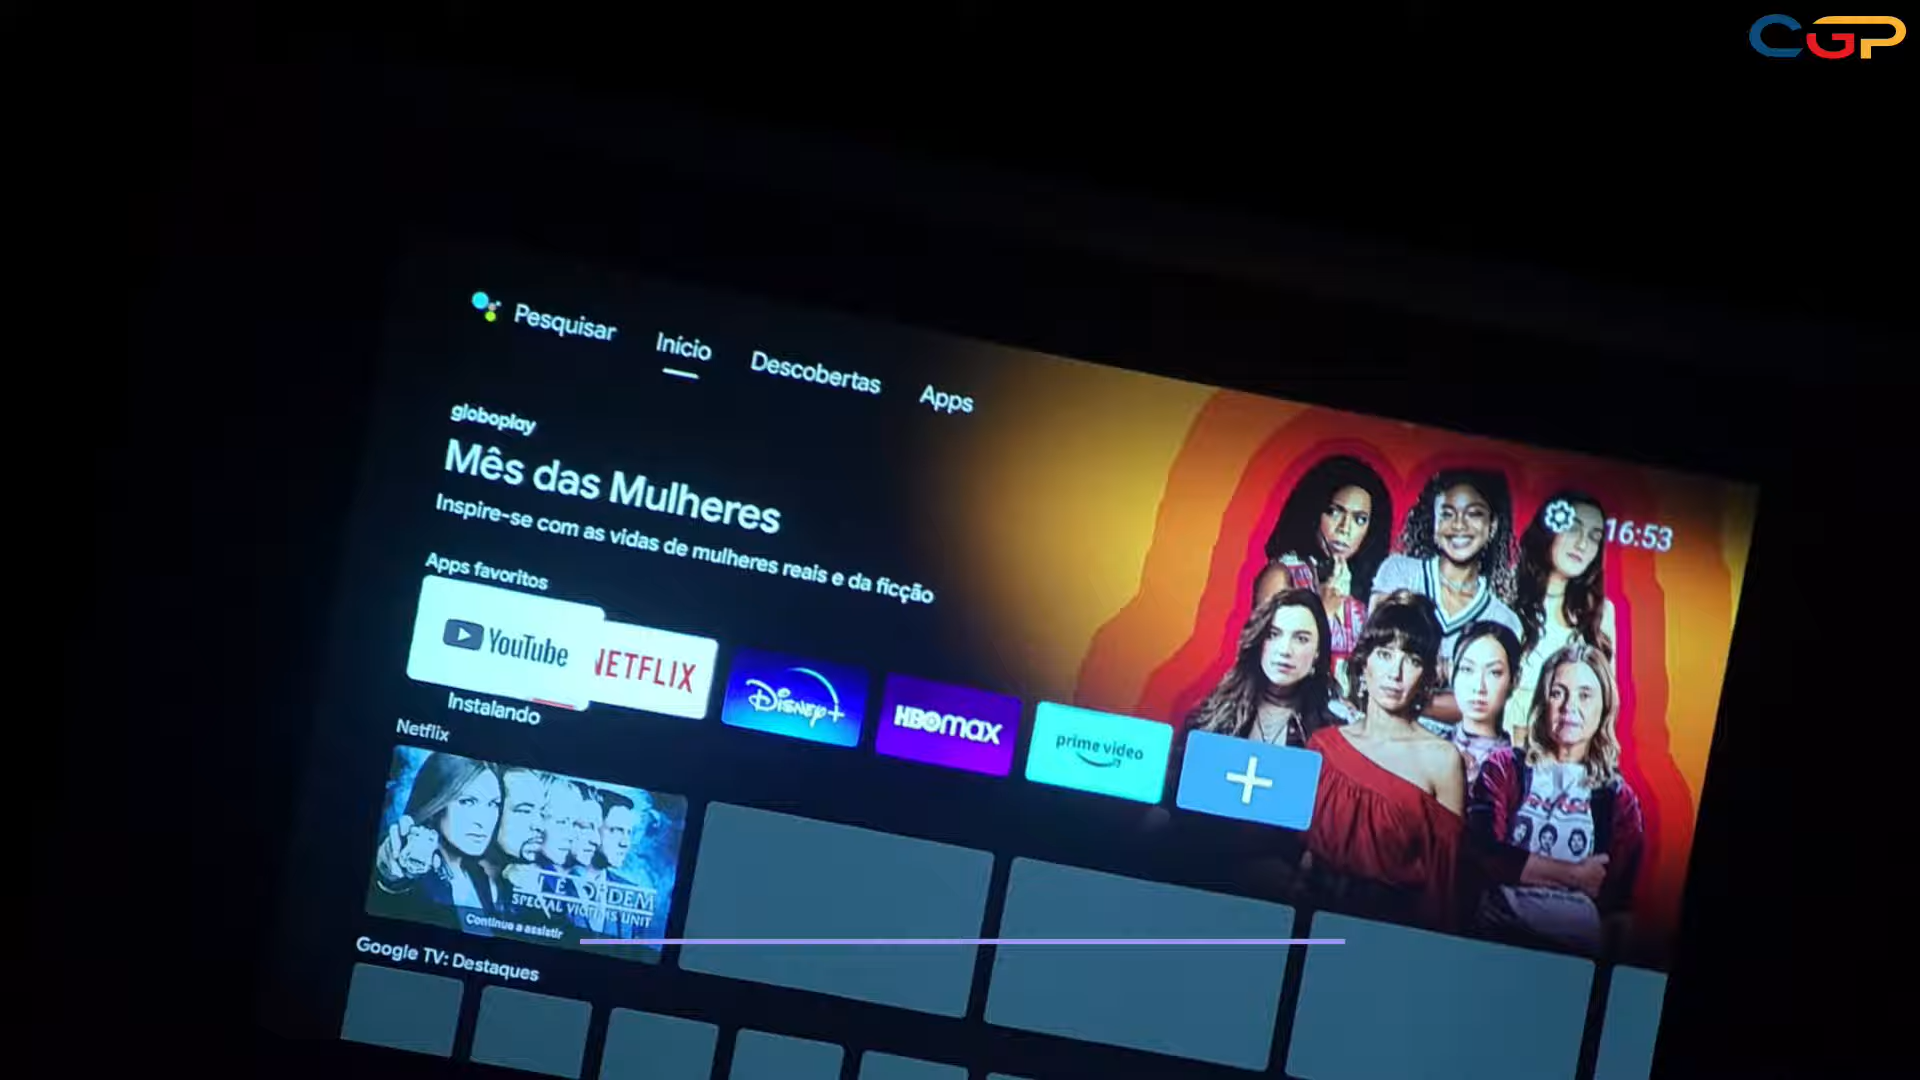 CGP
Pesquisar
Início
Descobertas
Apps
16:53
globoplay
Mês das Mulheres
Inspire-se com as vidas de mulheres reais e da ficção
Apps favoritos
YouTube
NETFLIX
Disney+
HBOmax
prime video
Instalando
Netflix
LEI & ORDEM
SPECIAL VICTIMS UNIT
Continue a assistir
Google TV: Destaques